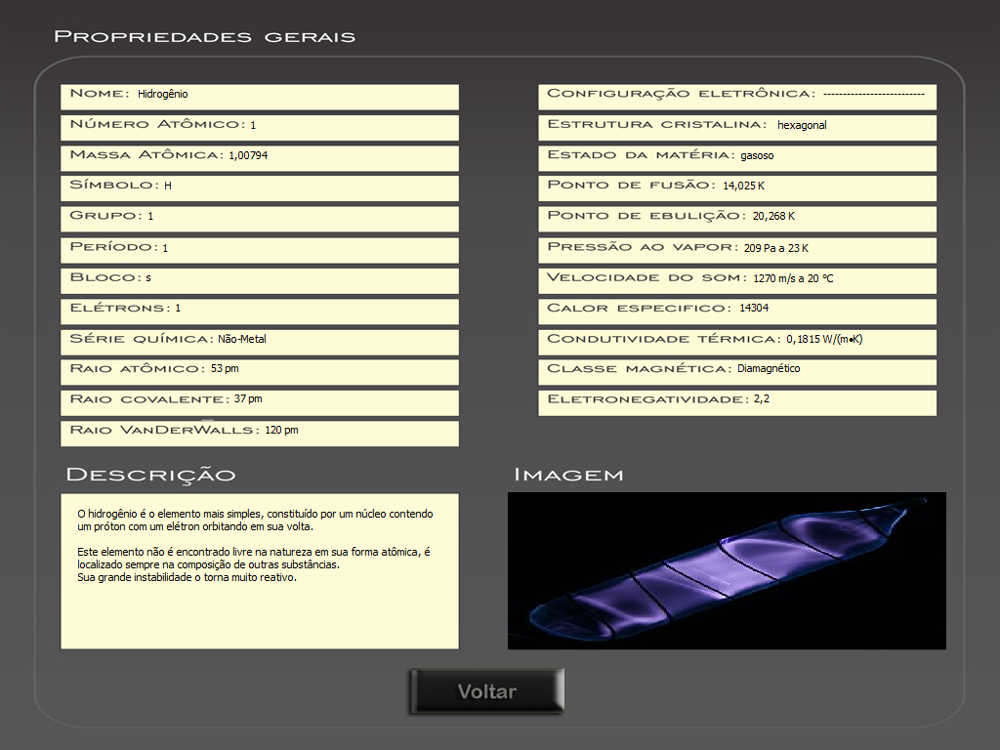 Propriedades gerais
Nome: Hidrogênio
Número Atômico: 1
Massa Atômica: 1,00794
Símbolo: H
Grupo: 1
Período: 1
Bloco: s
Elétrons: 1
Série química: Não-Metal
Raio atômico: 53 pm
Raio covalente: 37 pm
Raio VanDerWalls: 120 pm
Configuração eletrônica: --------------------------
Estrutura cristalina: hexagonal
Estado da matéria: gasoso
Ponto de fusão: 14,025 K
Ponto de ebulição: 20,268 K
Pressão ao vapor: 209 Pa a 23 K
Velocidade do som: 1270 m/s a 20 °C
Calor especifico: 14304
Condutividade térmica: 0,1815 W/(m•K)
Classe magnética: Diamagnético
Eletronegatividade: 2,2
Descrição
O hidrogênio é o elemento mais simples, constituído por um núcleo contendo
um próton com um elétron orbitando em sua volta.
Este elemento não é encontrado livre na natureza em sua forma atômica, é
localizado sempre na composição de outras substâncias.
Sua grande instabilidade o torna muito reativo.
Imagem
Voltar